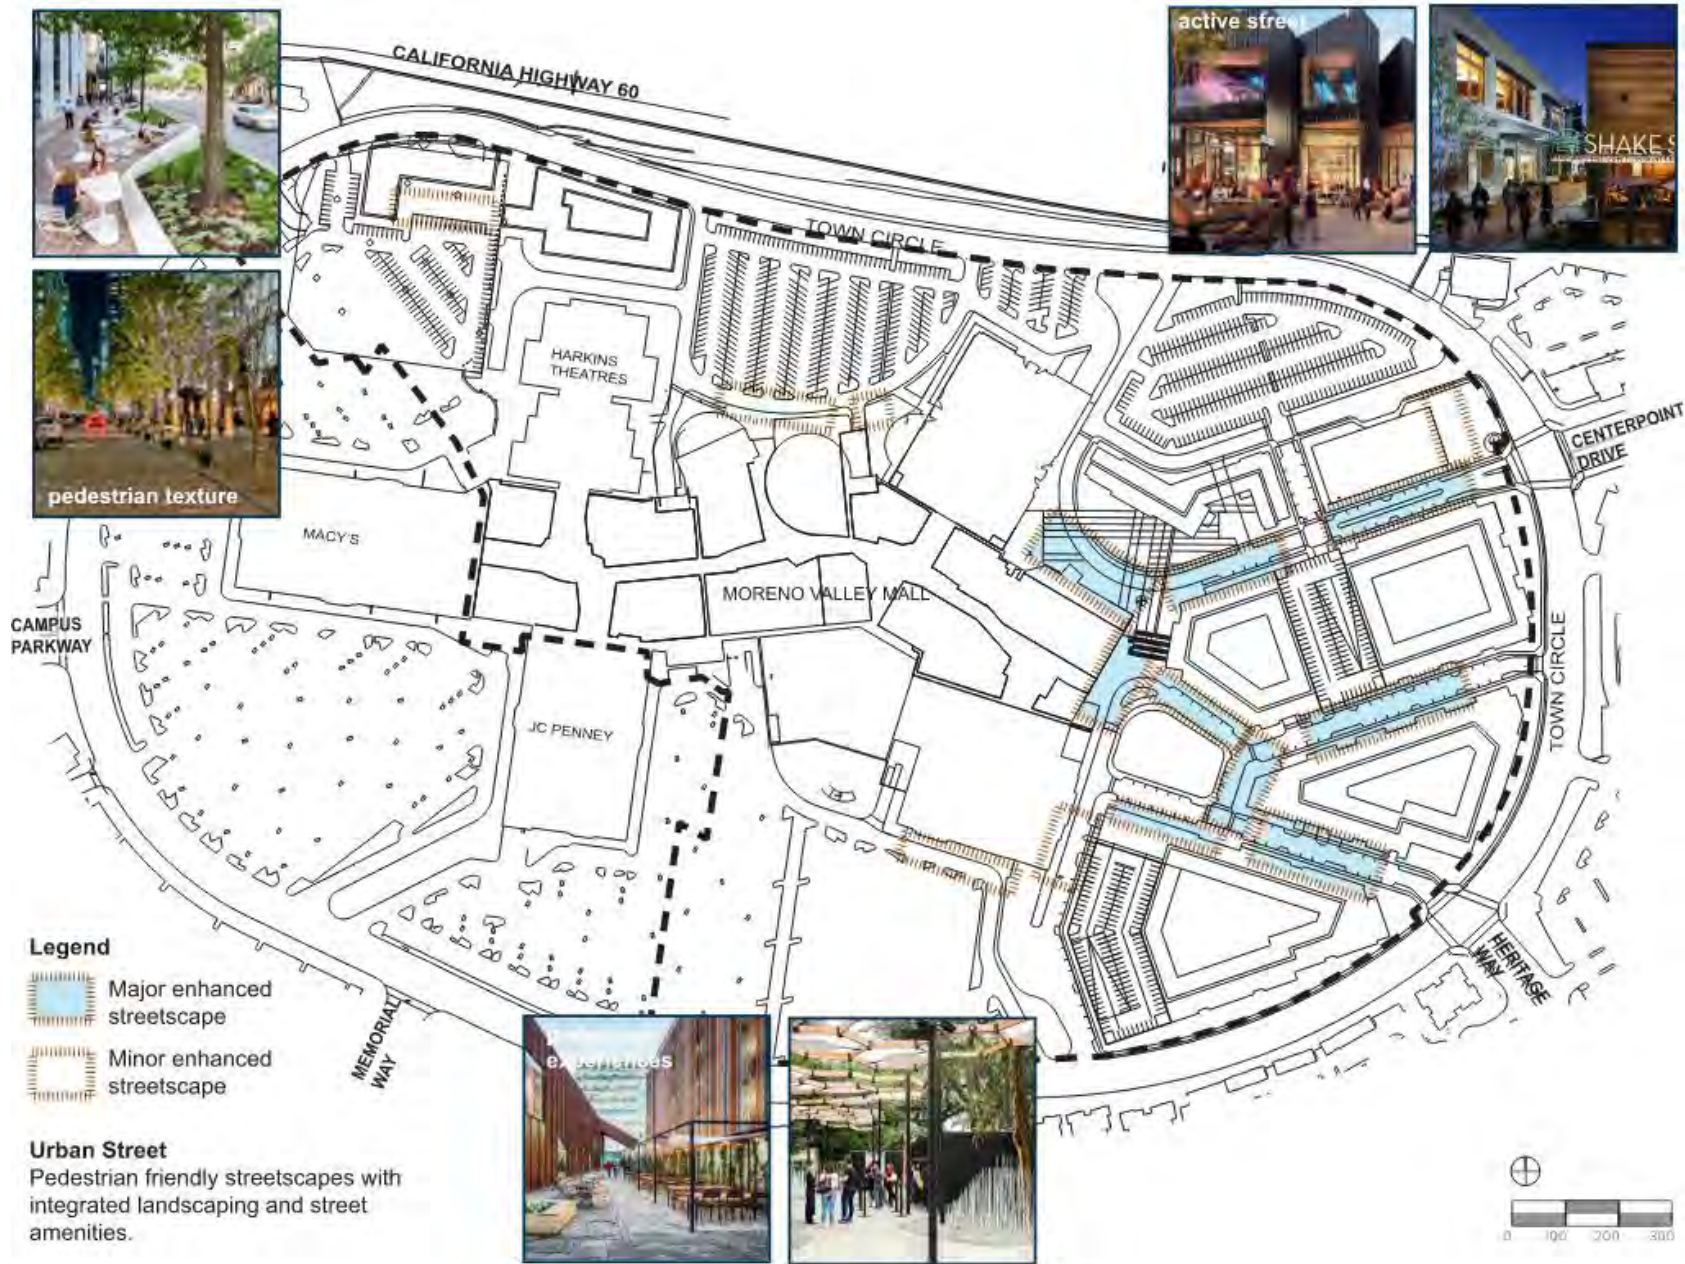 active street
SHAKE S
CALIFORNIA HIGHWAY 60
TOWN CIRCLE
HARKINS
THEATRES
pedestrian texture
CENTERPOINT
DRIVE
MACY'S
MORENO VALLEY MALL
CAMPUS
PARKWAY
TOWN CIRCLE
JC PENNEY
HERITAGE
WAY
Legend
Major enhanced
streetscape
Minor enhanced
streetscape
MEMORIAL
WAY
experiences
Urban Street
Pedestrian friendly streetscapes with
integrated landscaping and street
amenities.
0 100 200 300